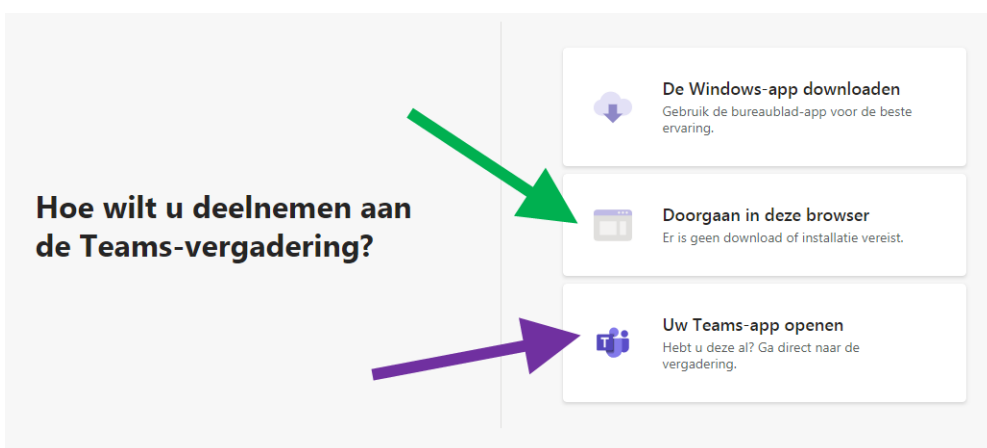 Hoe wilt u deelnemen aan
de Teams-vergadering?
De Windows-app downloaden
Gebruik de bureaublad-app voor de beste
ervaring.
Doorgaan in deze browser
Er is geen download of installatie vereist.
Uw Teams-app openen
Hebt u deze al? Ga direct naar de
vergadering.